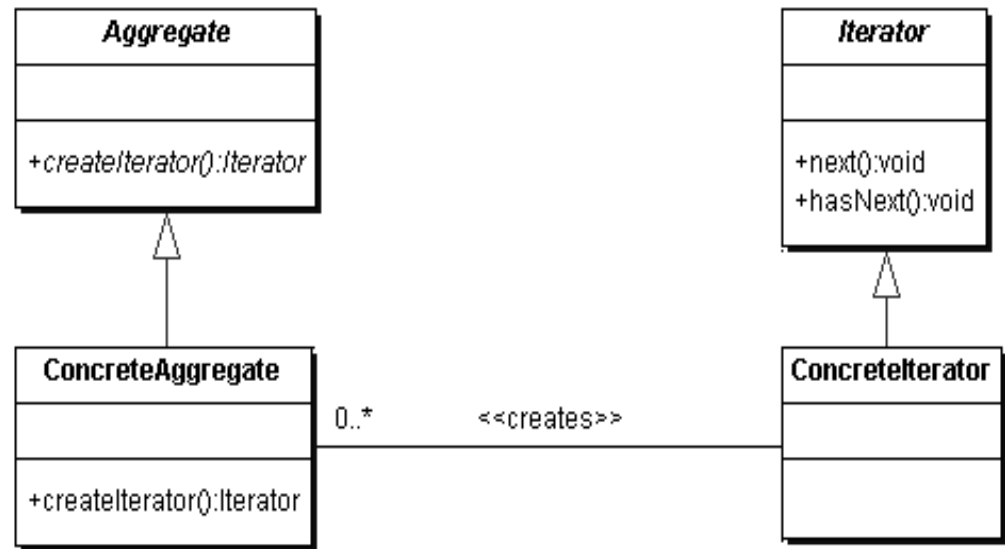 Aggregate
+createIterator():Iterator
Iterator
+next():void
+hasNext():void
ConcreteAggregate
+createIterator():Iterator
0..*
<<creates>>
ConcreteIterator